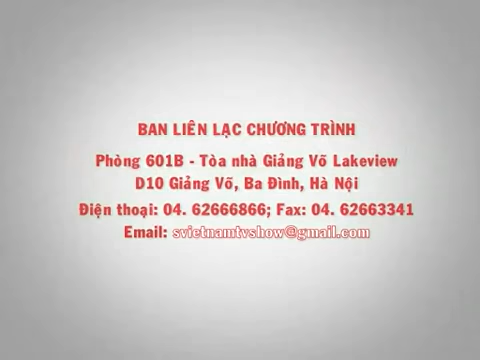 BAN LIÊN LẠC CHƯƠNG TRÌNH
Phòng 601B - Tòa nhà Giảng Võ Lakeview
D10 Giảng Võ, Ba Đình, Hà Nội
Điện thoại: 04. 62666866; Fax: 04. 62663341
Email: svietnamtvshow@gmail.com